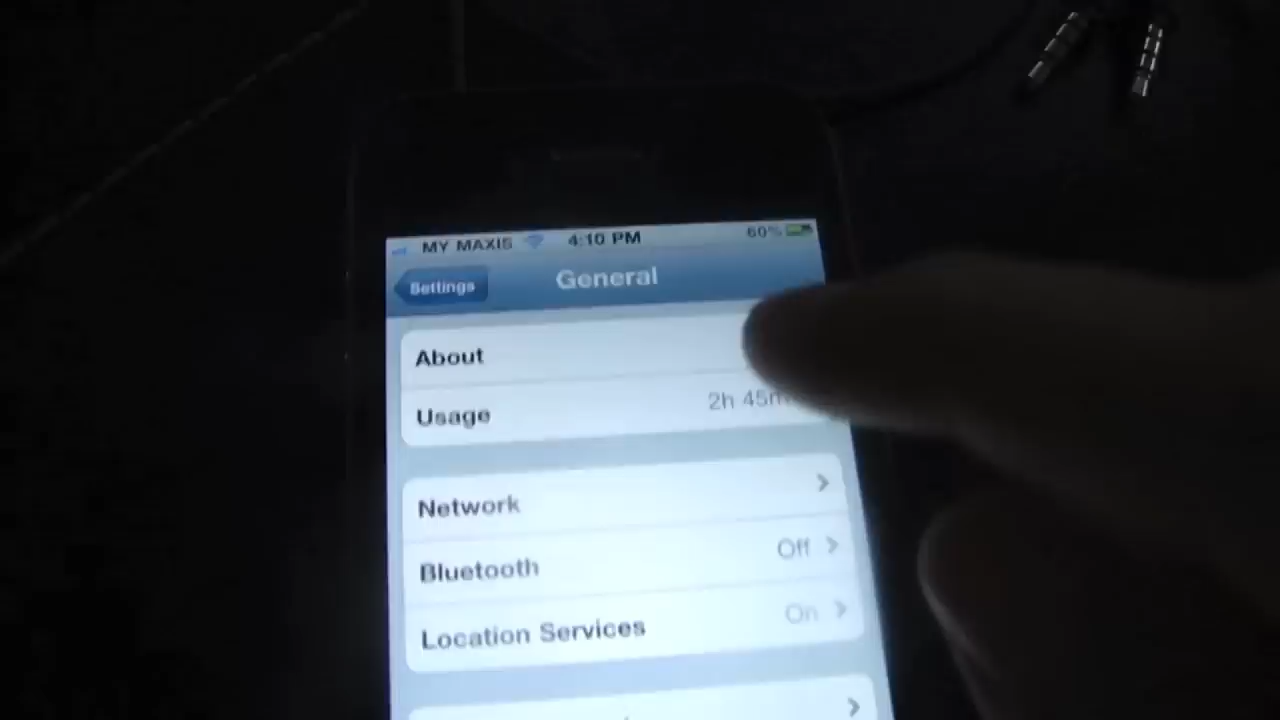 MY MAXIS 4:10 PM 60%
Settings General
About
Usage 2h 45m
Network
Bluetooth Off
Location Services On